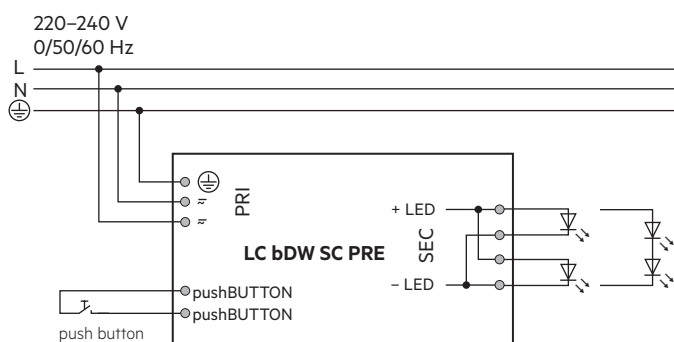 220–240 V
0/50/60 Hz
L
N
PRI
+ LED
SEC
LC bDW SC PRE
– LED
pushBUTTON
pushBUTTON
push button